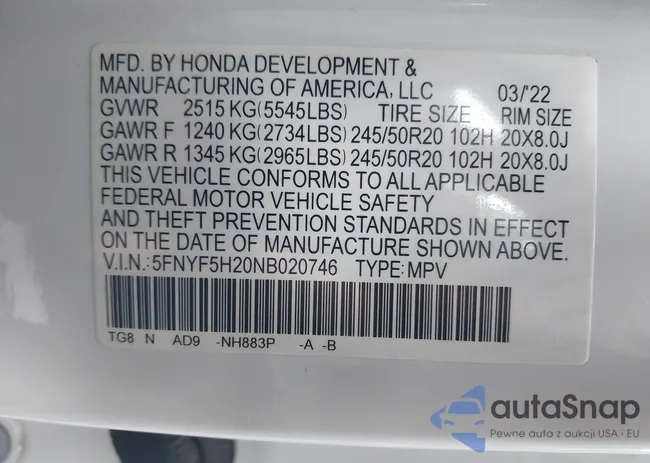 MFD. BY HONDA DEVELOPMENT &
MANUFACTURING OF AMERICA, LLC 03/'22
GVWR 2515 KG(5545LBS) TIRE SIZE RIM SIZE
GAWR F 1240 KG(2734LBS) 245/50R20 102H 20X8.0J
GAWR R 1345 KG(2965LBS) 245/50R20 102H 20X8.0J
THIS VEHICLE CONFORMS TO ALL APPLICABLE
FEDERAL MOTOR VEHICLE SAFETY
AND THEFT PREVENTION STANDARDS IN EFFECT
ON THE DATE OF MANUFACTURE SHOWN ABOVE.
V.I.N.:5FNYF5H20NB020746 TYPE:MPV
TG8 N AD9 -NH883P -A -B
autaSnap
Pewne auta z aukcji USA i EU